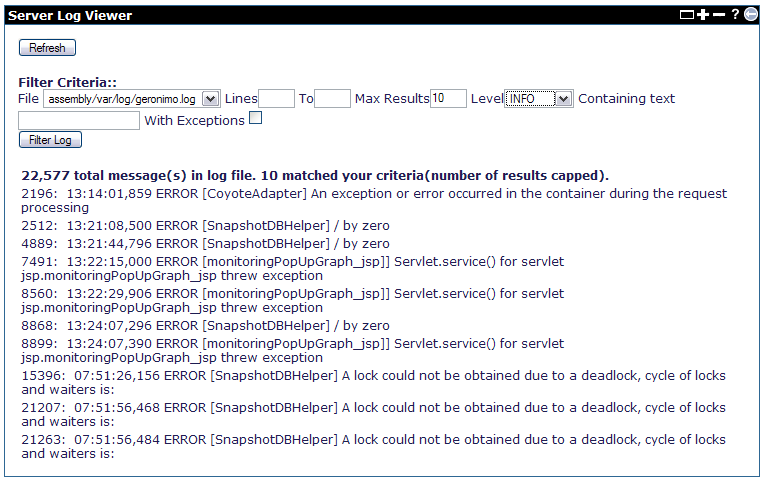 Server Log Viewer
Refresh
Filter Criteria::
File assembly/var/log/geronimo.log Lines To Max Results 10 Level INFO Containing text
With Exceptions
Filter Log
22,577 total message(s) in log file. 10 matched your criteria(number of results capped).
2196: 13:14:01,859 ERROR [CoyoteAdapter] An exception or error occurred in the container during the request
processing
2512: 13:21:08,500 ERROR [SnapshotDBHelper] / by zero
4889: 13:21:44,796 ERROR [SnapshotDBHelper] / by zero
7491: 13:22:15,000 ERROR [monitoringPopUpGraph_jsp]] Servlet.service() for servlet
jsp.monitoringPopUpGraph_jsp threw exception
8560: 13:22:29,906 ERROR [monitoringPopUpGraph_jsp]] Servlet.service() for servlet
jsp.monitoringPopUpGraph_jsp threw exception
8868: 13:24:07,296 ERROR [SnapshotDBHelper] / by zero
8899: 13:24:07,390 ERROR [monitoringPopUpGraph_jsp]] Servlet.service() for servlet
jsp.monitoringPopUpGraph_jsp threw exception
15396: 07:51:26,156 ERROR [SnapshotDBHelper] A lock could not be obtained due to a deadlock, cycle of locks
and waiters is:
21207: 07:51:56,468 ERROR [SnapshotDBHelper] A lock could not be obtained due to a deadlock, cycle of locks
and waiters is:
21263: 07:51:56,484 ERROR [SnapshotDBHelper] A lock could not be obtained due to a deadlock, cycle of locks
and waiters is: